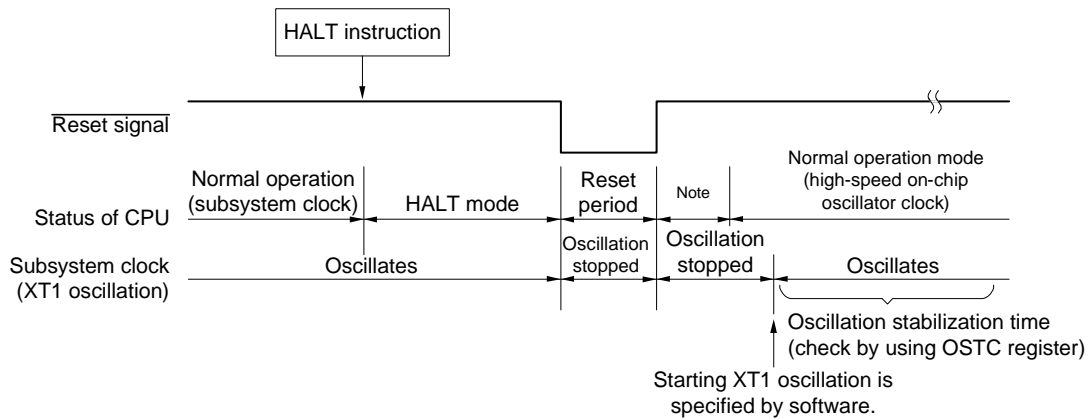 HALT instruction
Reset signal
Normal operation
(subsystem clock)
HALT mode
Reset
period
Note
Normal operation mode
(high-speed on-chip
oscillator clock)
Status of CPU
Subsystem clock
(XT1 oscillation)
Oscillates
Oscillation
stopped
Oscillation
stopped
Oscillates
Oscillation stabilization time
(check by using OSTC register)
Starting XT1 oscillation is
specified by software.